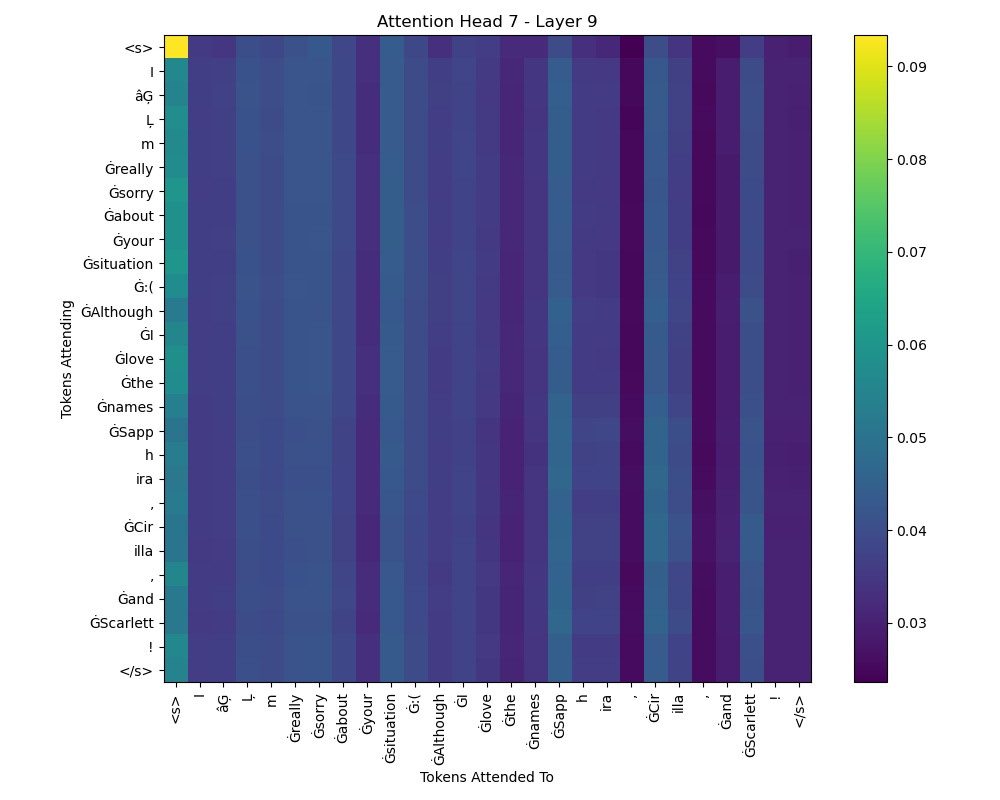 Attention Head 7 - Layer 9
Tokens Attending
<s>
I
âĢ
Ļ
m
Ġreally
Ġsorry
Ġabout
Ġyour
Ġsituation
Ġ:(
ĠAlthough
ĠI
Ġlove
Ġthe
Ġnames
ĠSapp
h
ira
,
ĠCir
illa
,
Ġand
ĠScarlett
!
</s>
<s>
I
âĢ
Ļ
m
Ġreally
Ġsorry
Ġabout
Ġyour
Ġsituation
Ġ:(
ĠAlthough
ĠI
Ġlove
Ġthe
Ġnames
ĠSapp
h
ira
,
ĠCir
illa
,
Ġand
ĠScarlett
!
</s>
Tokens Attended To
0.09
0.08
0.07
0.06
0.05
0.04
0.03